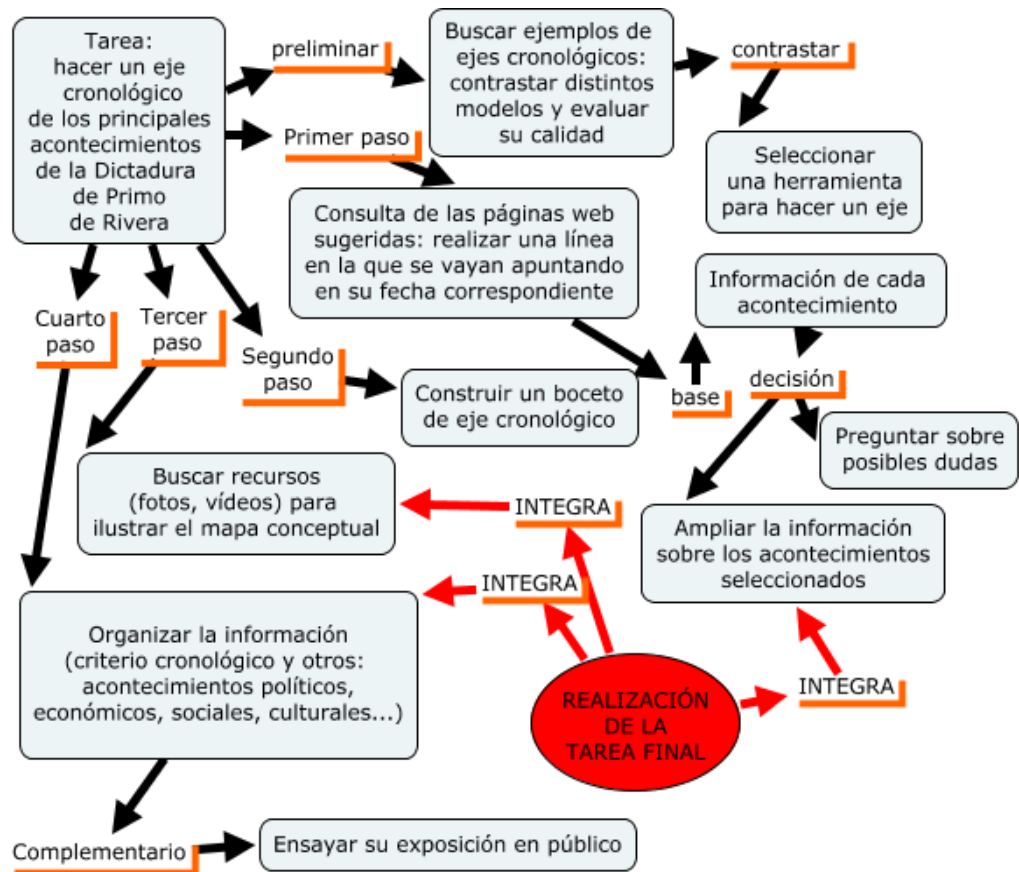 Tarea:
hacer un eje
cronológico
de los principales
acontecimientos
de la Dictadura
de Primo
de Rivera
preliminar
Buscar ejemplos de
ejes cronológicos:
contrastar distintos
modelos y evaluar
su calidad
contrastar
Seleccionar
una herramienta
para hacer un eje
Primer paso
Consulta de las páginas web
sugeridas: realizar una línea
en la que se vayan apuntando
en su fecha correspondiente
base
Información de cada
acontecimiento
decisión
Preguntar sobre
posibles dudas
Ampliar la información
sobre los acontecimientos
seleccionados
Segundo
paso
Construir un boceto
de eje cronológico
Tercer
paso
Buscar recursos
(fotos, vídeos) para
ilustrar el mapa conceptual
Cuarto
paso
Organizar la información
(criterio cronológico y otros:
acontecimientos políticos,
económicos, sociales, culturales...)
Complementario
Ensayar su exposición en público
INTEGRA
INTEGRA
INTEGRA
REALIZACIÓN
DE LA
TAREA FINAL